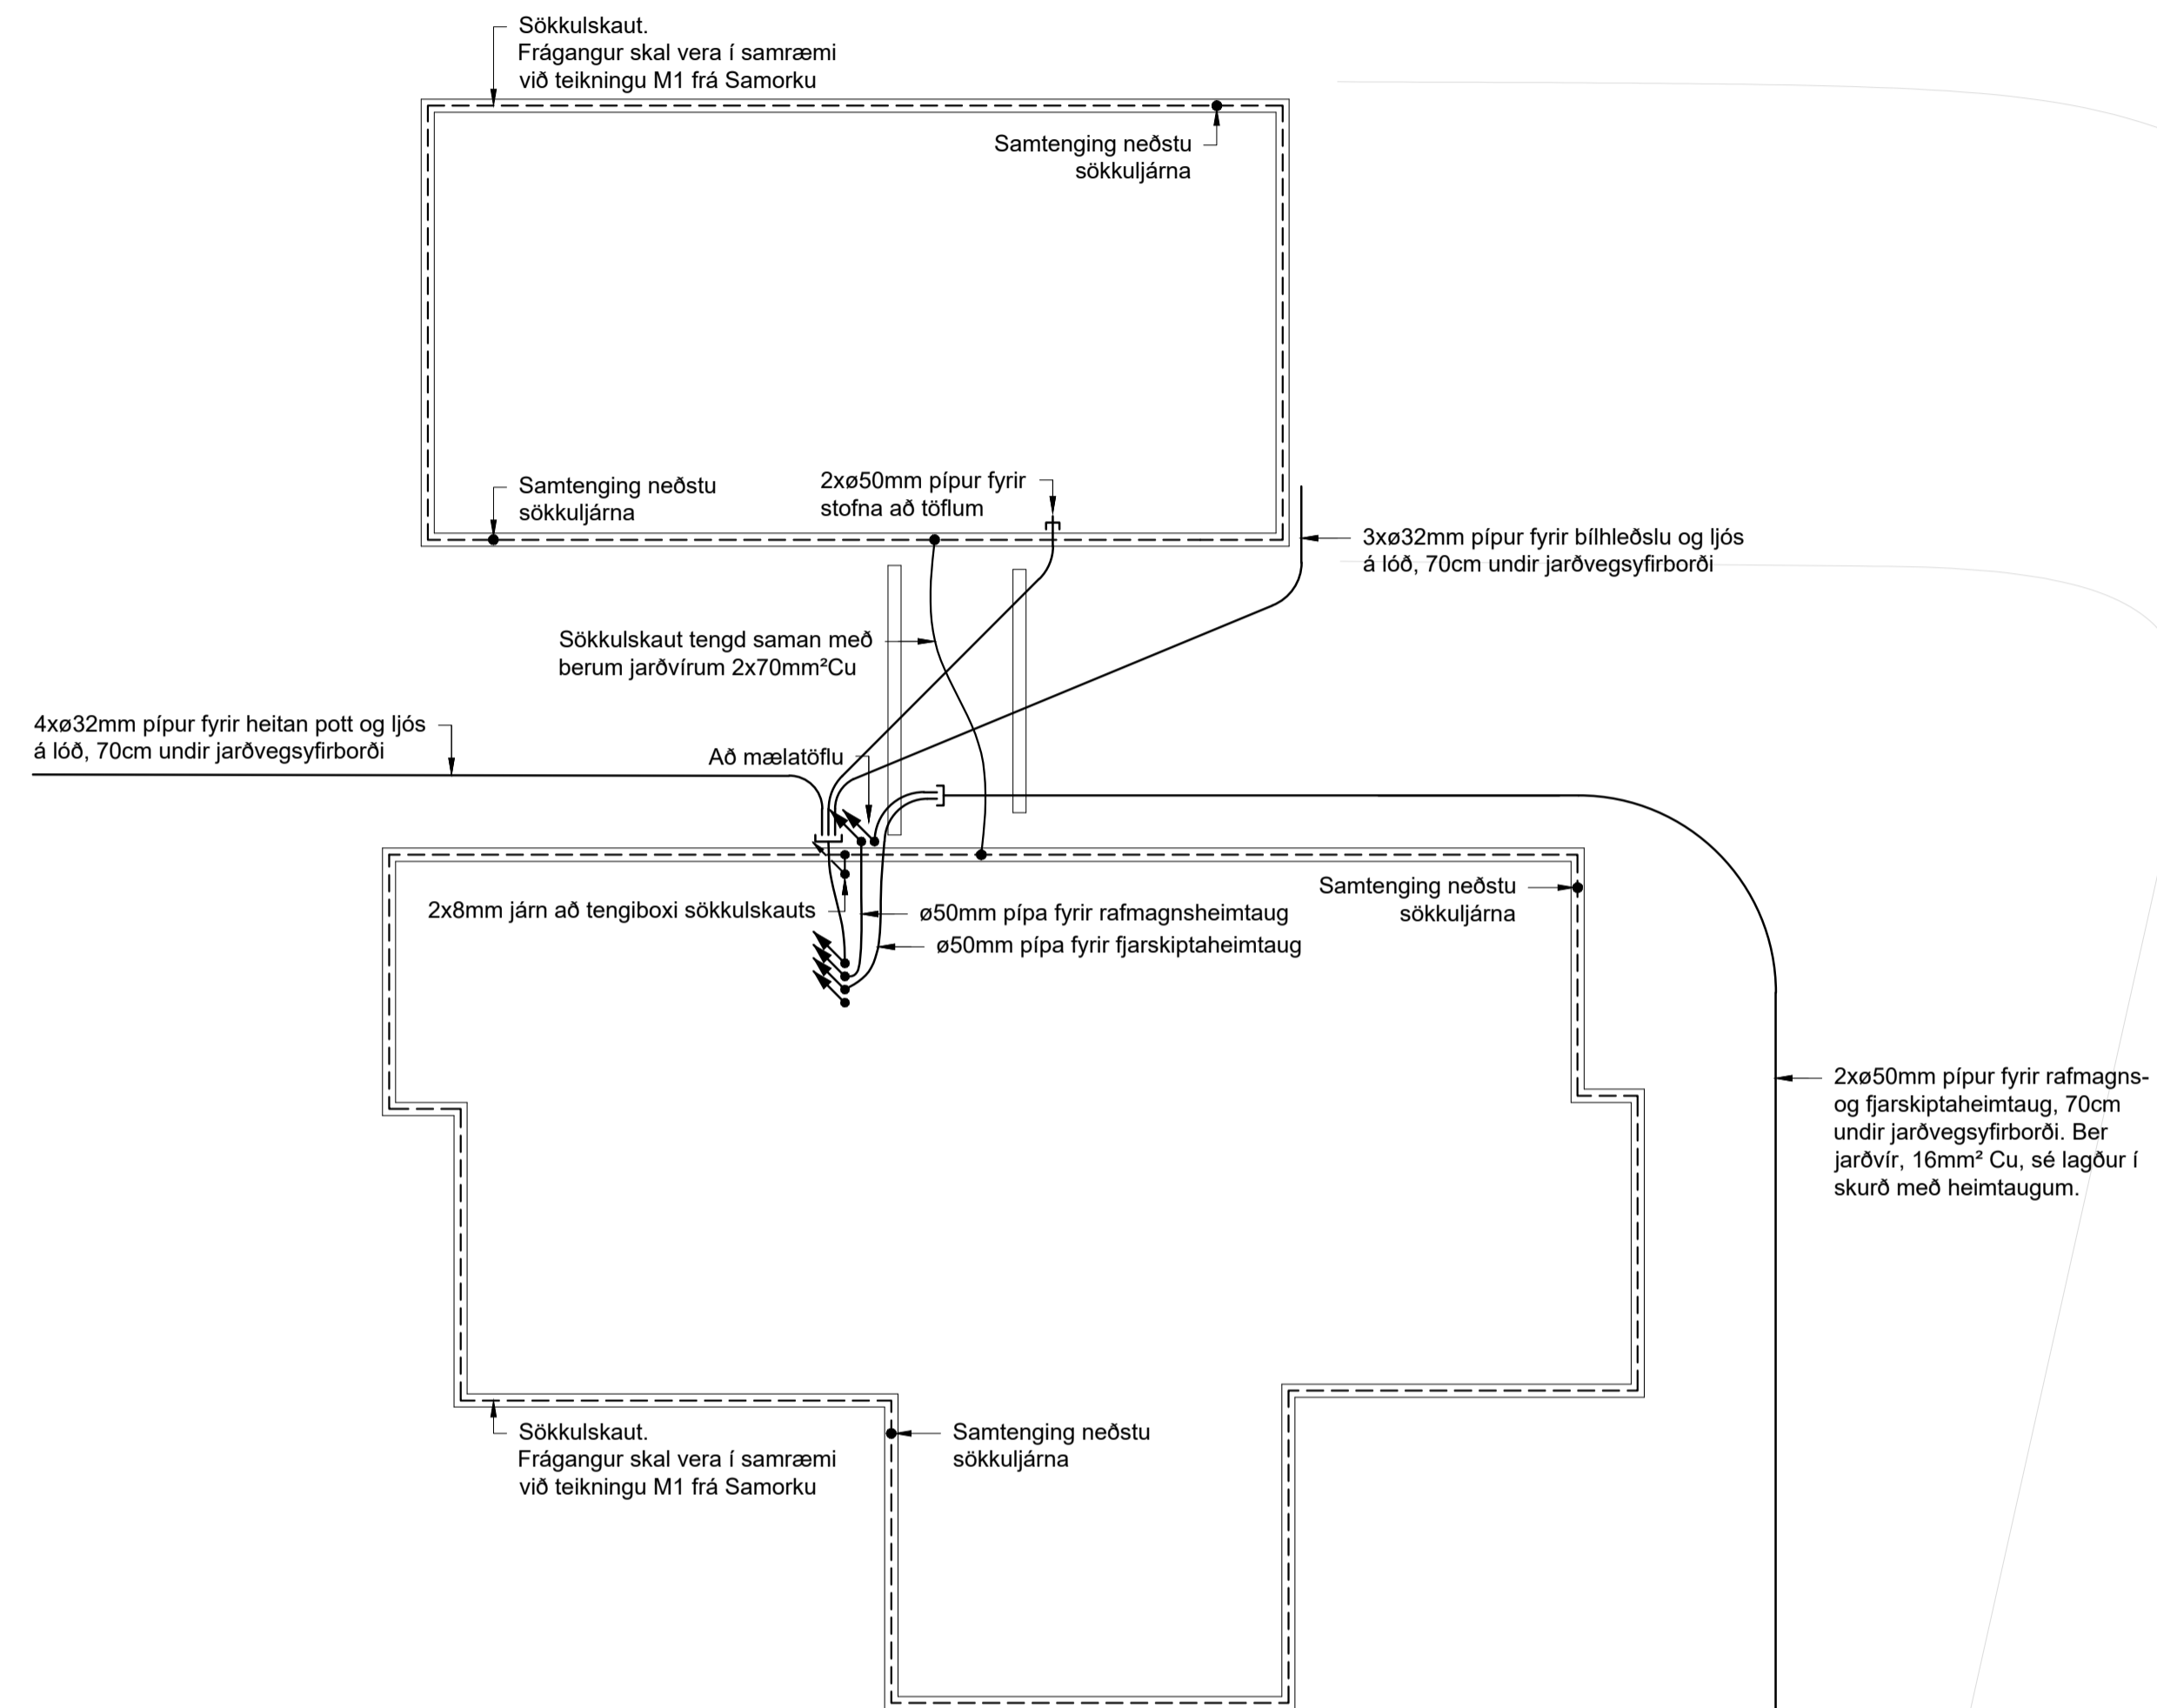 Sökkulskaut.
Frágangur skal vera í samræmi
við teikningu M1 frá Samorku
Samtenging neðstu
sökkuljárna
Samtenging neðstu
sökkuljárna
2xø50mm pípur fyrir
stofna að töflum
3xø32mm pípur fyrir bílhleðslu og ljós
á lóð, 70cm undir jarðvegsyfirborði
Sökkulskaut tengd saman með
berum jarðvírum 2x70mm²Cu
4xø32mm pípur fyrir heitan pott og ljós
á lóð, 70cm undir jarðvegsyfirborði
Að mælatöflu
2x8mm járn að tengiboxi sökkulskauts
ø50mm pípa fyrir rafmagnsheimtaug
ø50mm pípa fyrir fjarskiptaheimtaug
Samtenging neðstu
sökkuljárna
2xø50mm pípur fyrir rafmagns-
og fjarskiptaheimtaug, 70cm
undir jarðvegsyfirborði. Ber
jarðvír, 16mm² Cu, sé lagður í
skurð með heimtaugum.
Sökkulskaut.
Frágangur skal vera í samræmi
við teikningu M1 frá Samorku
Samtenging neðstu
sökkuljárna